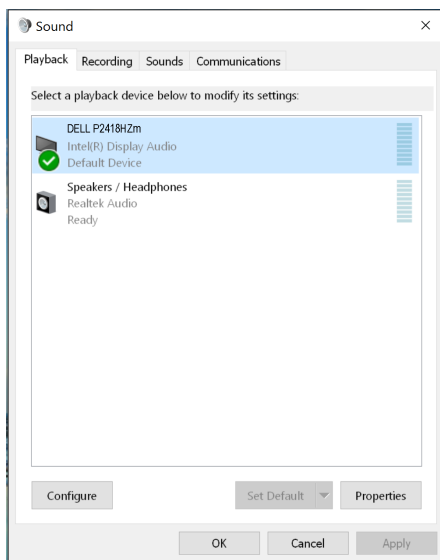 Sound
Playback Recording Sounds Communications
Select a playback device below to modify its settings:
DELL P2418HZm
Intel(R) Display Audio
Default Device
Speakers / Headphones
Realtek Audio
Ready
Configure Set Default Properties
OK Cancel Apply